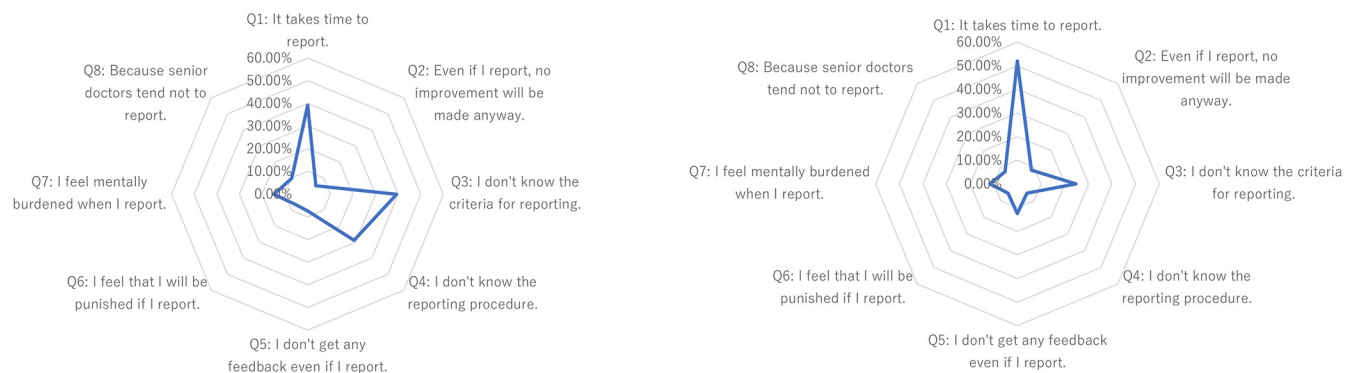 Q1: It takes time to
report.
60.00%
50.00%
40.00%
30.00%
20.00%
10.00%
0.00%
Q2: Even if I report, no
improvement will be
made anyway.
Q3: I don't know the
criteria for reporting.
Q4: I don't know the
reporting procedure.
Q5: I don't get any
feedback even if I report.
Q6: I feel that I will be
punished if I report.
Q7: I feel mentally
burdened when I report.
Q8: Because senior
doctors tend not to
report.
Q1: It takes time to report.
60.00%
50.00%
40.00%
30.00%
20.00%
10.00%
0.00%
Q2: Even if I report, no
improvement will be made
anyway.
Q3: I don't know the criteria
for reporting.
Q4: I don't know the
reporting procedure.
Q5: I don't get any feedback
even if I report.
Q6: I feel that I will be
punished if I report.
Q7: I feel mentally burdened
when I report.
Q8: Because senior doctors
tend not to report.